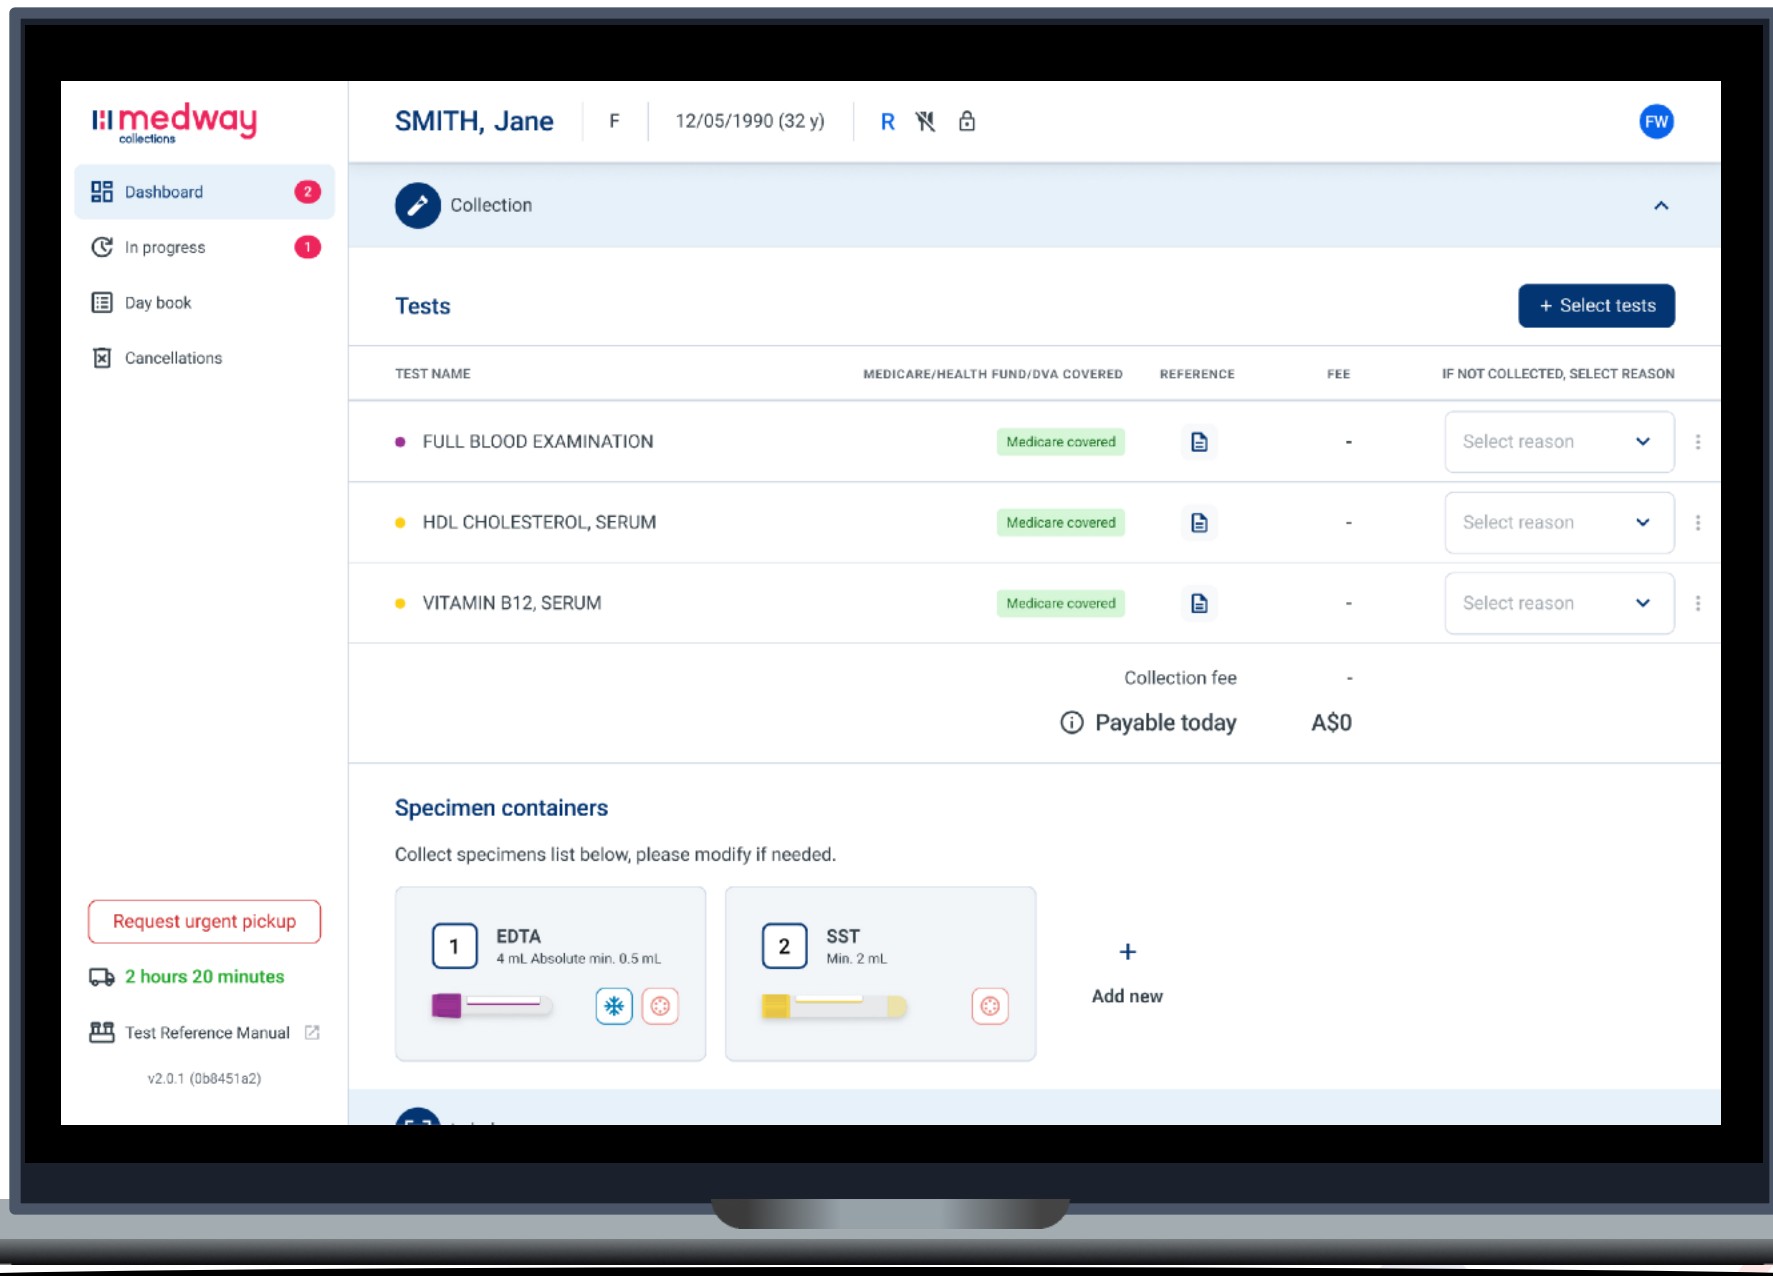 medway
collections
Dashboard 2
In progress 1
Day book
Cancellations
Request urgent pickup
2 hours 20 minutes
Test Reference Manual
v2.0.1 (0b8451a2)
SMITH, Jane F 12/05/1990 (32 y) R FW
Collection
Tests + Select tests
TEST NAME MEDICARE/HEALTH FUND/DVA COVERED REFERENCE FEE IF NOT COLLECTED, SELECT REASON
FULL BLOOD EXAMINATION Medicare covered - Select reason
HDL CHOLESTEROL, SERUM Medicare covered - Select reason
VITAMIN B12, SERUM Medicare covered - Select reason
Collection fee -
Payable today A$0
Specimen containers
Collect specimens list below, please modify if needed.
1 EDTA
4 mL Absolute min. 0.5 mL
2 SST
Min. 2 mL
+
Add new